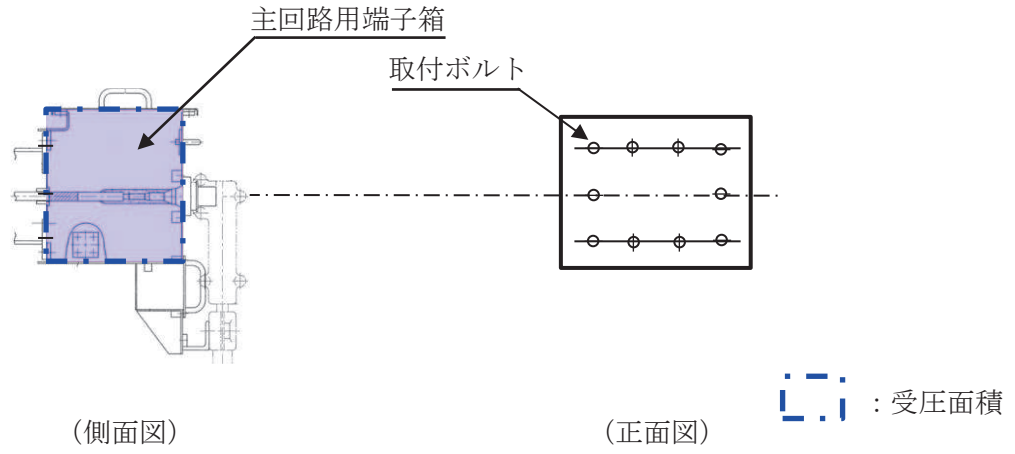 主回路用端子箱
取付ボルト
：受圧面積
（側面図）
（正面図）